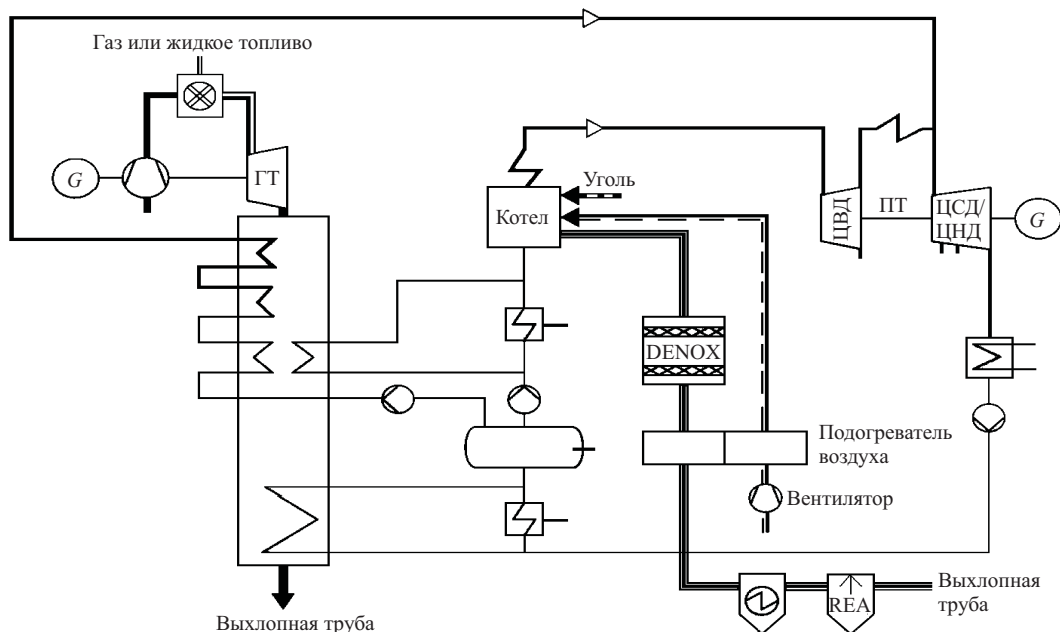 Газ или жидкое топливо
G
ГТ
Котел
Уголь
ЦВД
ПТ
ЦСД/
ЦНД
G
DENOX
Подогреватель
воздуха
Вентилятор
REA
Выхлопная
труба
Выхлопная труба